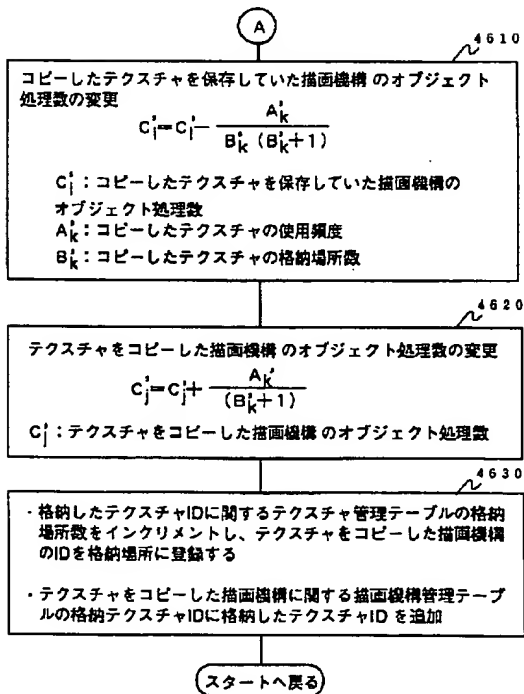 A
4610
コピーしたテクスチャを保存していた描画機構のオブジェクト
処理数の変更
C'i=C'i− A'k / B'k (B'k+1)
C'i：コピーしたテクスチャを保存していた描画機構の
オブジェクト処理数
A'k：コピーしたテクスチャの使用頻度
B'k：コピーしたテクスチャの格納場所数
4620
テクスチャをコピーした描画機構のオブジェクト処理数の変更
C'j=C'j+ Ak' / (B'k+1)
C'j：テクスチャをコピーした描画機構のオブジェクト処理数
4630
・格納したテクスチャIDに関するテクスチャ管理テーブルの格納
場所数をインクリメントし、テクスチャをコピーした描画機構
のIDを格納場所に登録する
・テクスチャをコピーした描画機構に関する描画機構管理テーブ
ルの格納テクスチャIDに格納したテクスチャID を追加
スタートへ戻る